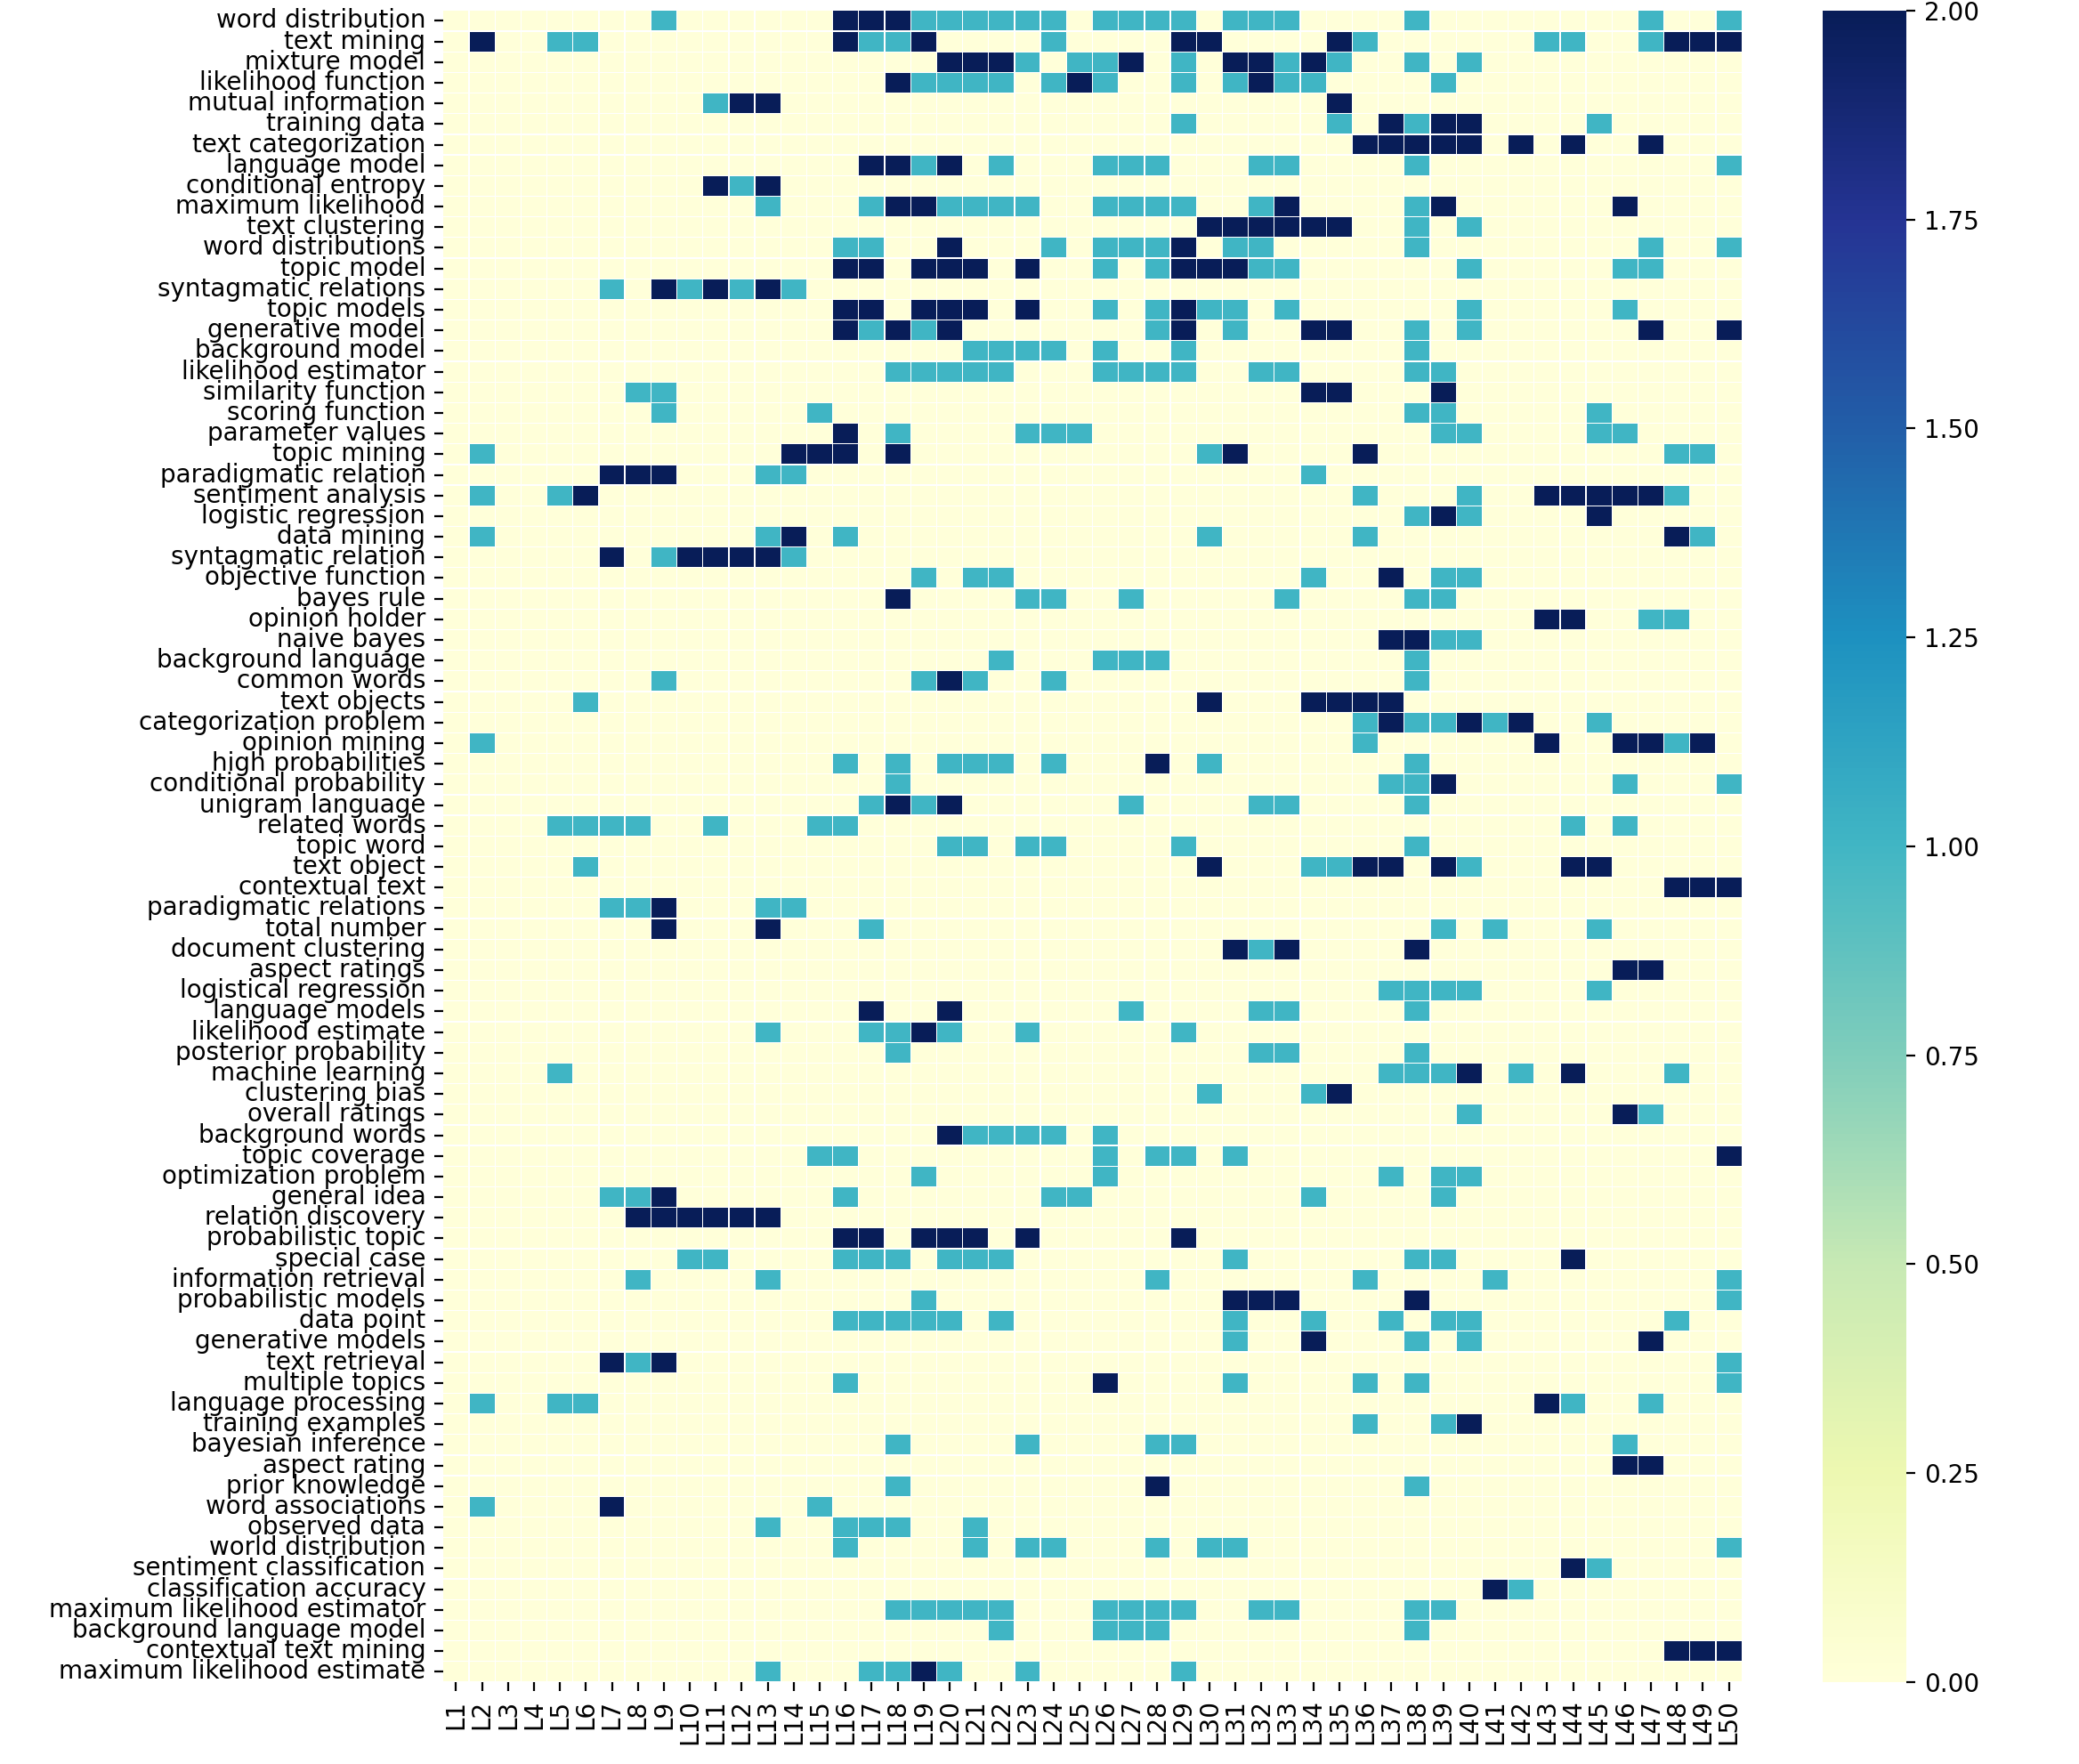 word distribution
text mining
mixture model
likelihood function
mutual information
training data
text categorization
language model
conditional entropy
maximum likelihood
text clustering
word distributions
topic model
syntagmatic relations
topic models
generative model
background model
likelihood estimator
similarity function
scoring function
parameter values
topic mining
paradigmatic relation
sentiment analysis
logistic regression
data mining
syntagmatic relation
objective function
bayes rule
opinion holder
naive bayes
background language
common words
text objects
categorization problem
opinion mining
high probabilities
conditional probability
unigram language
related words
topic word
text object
contextual text
paradigmatic relations
total number
document clustering
aspect ratings
logistical regression
language models
likelihood estimate
posterior probability
machine learning
clustering bias
overall ratings
background words
topic coverage
optimization problem
general idea
relation discovery
probabilistic topic
special case
information retrieval
probabilistic models
data point
generative models
text retrieval
multiple topics
language processing
training examples
bayesian inference
aspect rating
prior knowledge
word associations
observed data
world distribution
sentiment classification
classification accuracy
maximum likelihood estimator
background language model
contextual text mining
maximum likelihood estimate
L1 L2 L3 L4 L5 L6 L7 L8 L9 L10 L11 L12 L13 L14 L15 L16 L17 L18 L19 L20 L21 L22 L23 L24 L25 L26 L27 L28 L29 L30 L31 L32 L33 L34 L35 L36 L37 L38 L39 L40 L41 L42 L43 L44 L45 L46 L47 L48 L49 L50
2.00
1.75
1.50
1.25
1.00
0.75
0.50
0.25
0.00